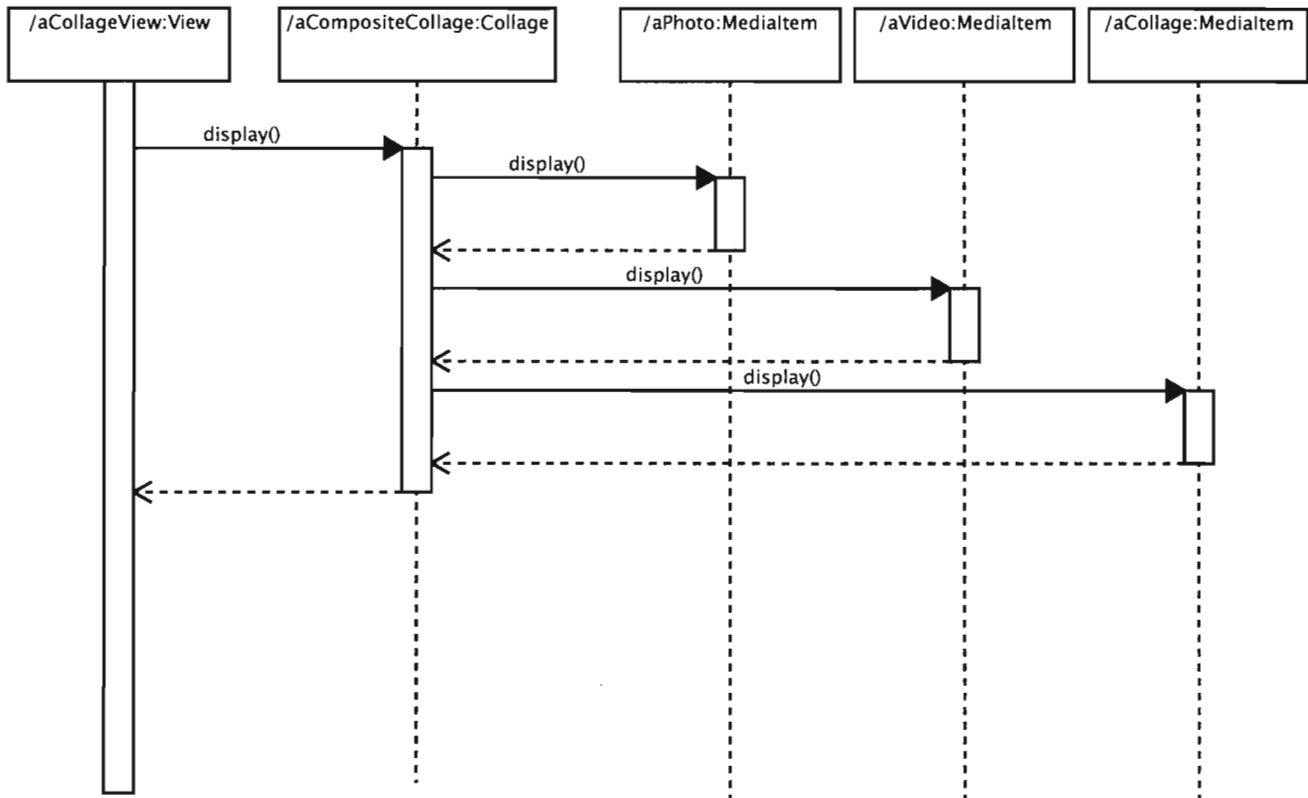 /aCollageView:View
/aCompositeCollage:Collage
/aPhoto:MediaItem
/aVideo:MediaItem
/aCollage:MediaItem
display()
display()
display()
display()